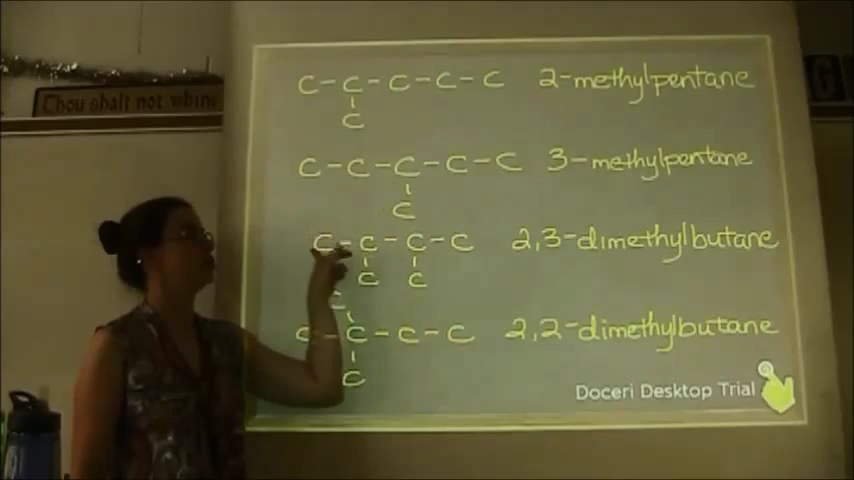 Thou shalt not whine
C-C-C-C-C 2-methylpentane
C
C-C-C-C-C 3-methylpentane
C
C-C-C-C 2,3-dimethylbutane
C C
C
C-C-C-C 2,2-dimethylbutane
C
Doceri Desktop Trial